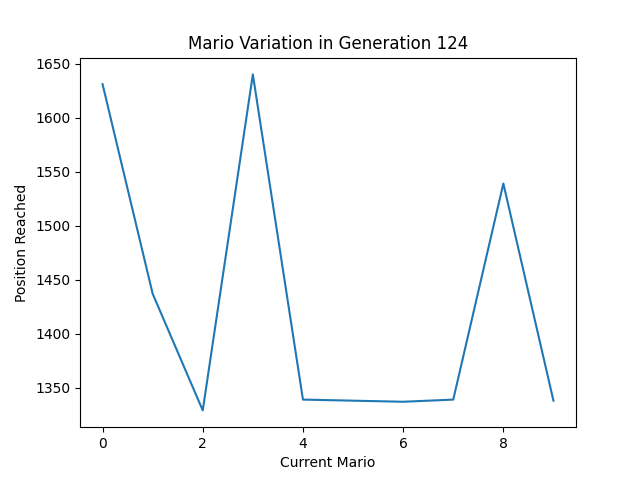 Mario Variation in Generation 124
Position Reached
1650
1600
1550
1500
1450
1400
1350
0 2 4 6 8
Current Mario